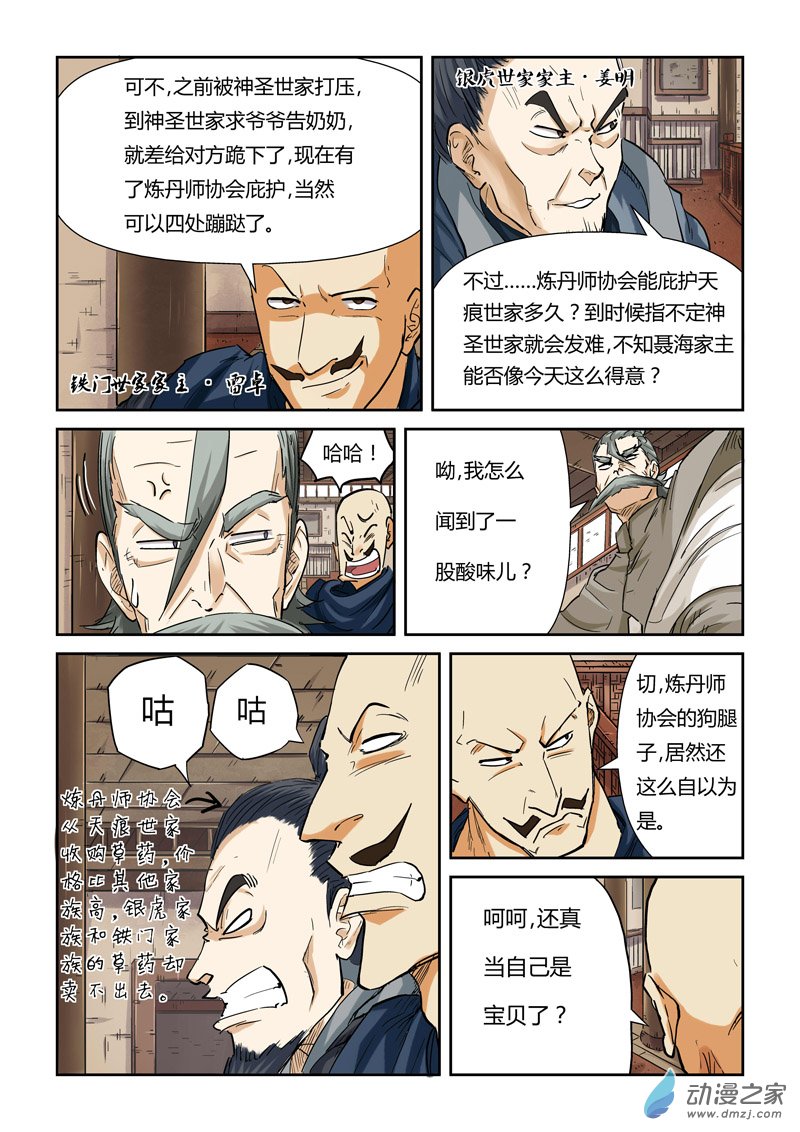 可不,之前被神圣世家打压,
到神圣世家求爷爷告奶奶,
就差给对方跪下了,现在有
了炼丹师协会庇护,当然
可以四处蹦跶了。
铁门世家家主·雷卓
银虎世家家主·姜明
不过……炼丹师协会能庇护天
痕世家多久？到时候指不定神
圣世家就会发难,不知聂海家主
能否像今天这么得意？
哈哈！
呦,我怎么
闻到了一
股酸味儿？
咕
咕
炼丹师协会
从天痕世家
收购草药,价
格比其他家
族高,银虎家
族和铁门家
族的草药却
卖不出去。
切,炼丹师
协会的狗腿
子,居然还
这么自以为
是。
呵呵,还真
当自己是
宝贝了？
动漫之家
www.dmzj.com